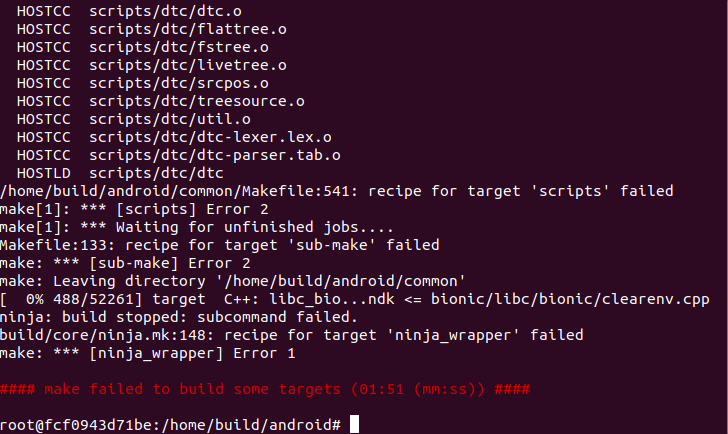 HOSTCC  scripts/dtc/dtc.o
HOSTCC  scripts/dtc/flattree.o
HOSTCC  scripts/dtc/fstree.o
HOSTCC  scripts/dtc/livetree.o
HOSTCC  scripts/dtc/srcpos.o
HOSTCC  scripts/dtc/treesource.o
HOSTCC  scripts/dtc/util.o
HOSTCC  scripts/dtc/dtc-lexer.lex.o
HOSTCC  scripts/dtc/dtc-parser.tab.o
HOSTLD  scripts/dtc/dtc
/home/build/android/common/Makefile:541: recipe for target 'scripts' failed
make[1]: *** [scripts] Error 2
make[1]: *** Waiting for unfinished jobs....
Makefile:133: recipe for target 'sub-make' failed
make: *** [sub-make] Error 2
make: Leaving directory '/home/build/android/common'
[  0% 488/52261] target  C++: libc_bio...ndk <= bionic/libc/bionic/clearenv.cpp
ninja: build stopped: subcommand failed.
build/core/ninja.mk:148: recipe for target 'ninja_wrapper' failed
make: *** [ninja_wrapper] Error 1
#### make failed to build some targets (01:51 (mm:ss)) ####
root@fcf0943d71be:/home/build/android#